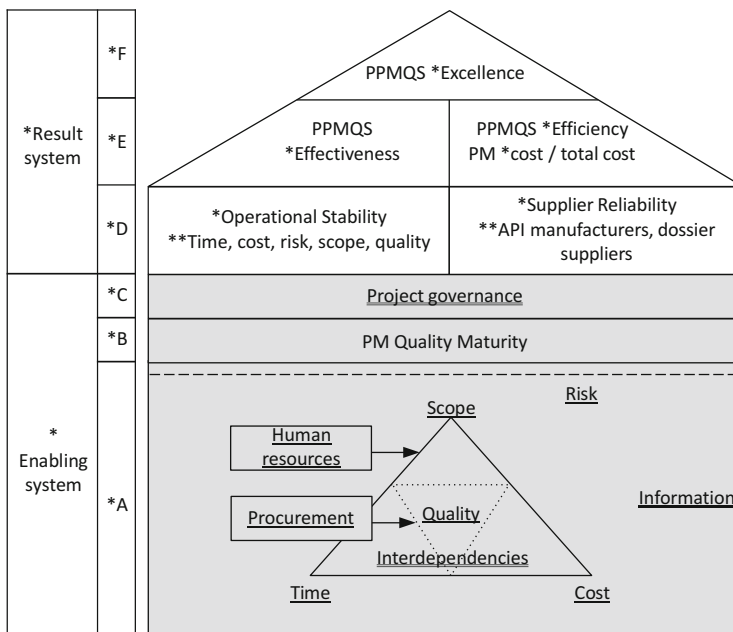 *Result
system
*F
*E
*D
PPMQS *Excellence
PPMQS
*Effectiveness
PPMQS *Efficiency
PM *cost / total cost
*Operational Stability
**Time, cost, risk, scope, quality
*Supplier Reliability
**API manufacturers, dossier
suppliers
*
Enabling
system
*C
*B
*A
Project governance
PM Quality Maturity
Risk
Scope
Human
resources
Information
Procurement
Quality
Interdependencies
Time
Cost